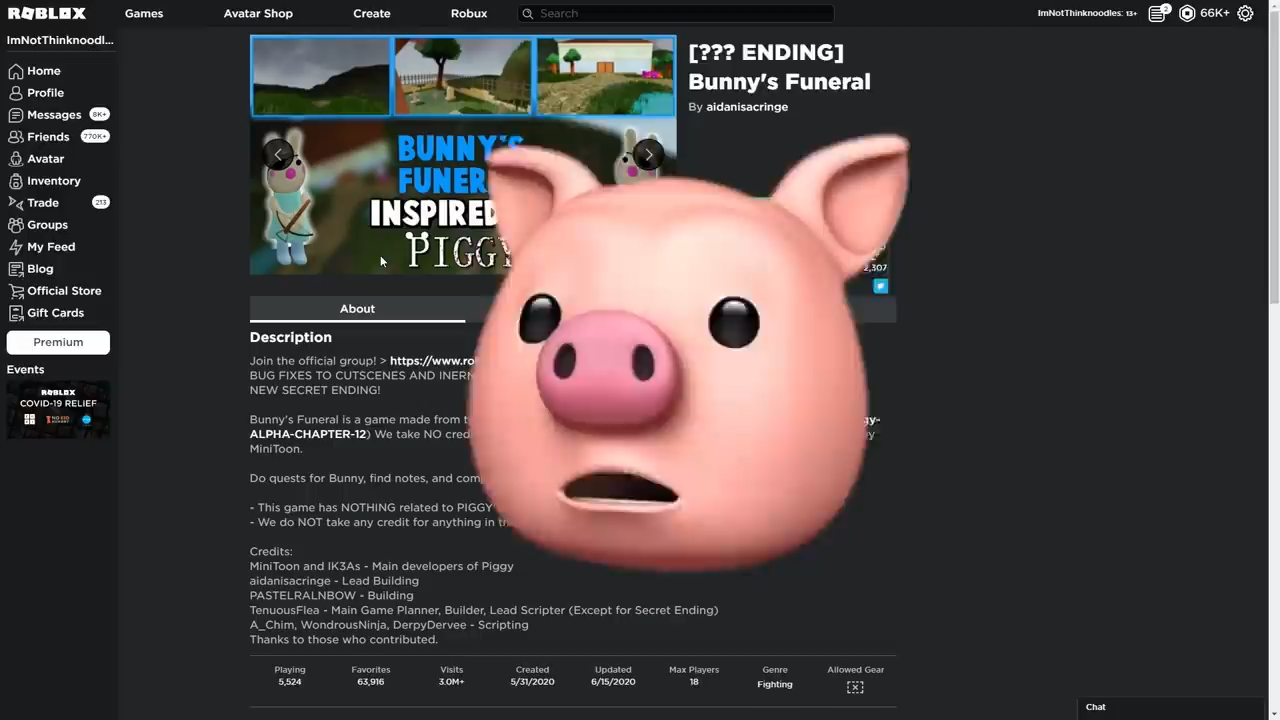 ROBLOX
Games
Avatar Shop
Create
Robux
Search
ImNotThinknoodles: 13+
2
66K+
ImNotThinknoodl...
Home
Profile
Messages
8K+
Friends
770K+
Avatar
Inventory
Trade
213
Groups
My Feed
Blog
Official Store
Gift Cards
Premium
Events
ROBLOX
COVID-19 RELIEF
[??? ENDING]
Bunny's Funeral
By aidanisacringe
BUNNY'S
FUNER
INSPIRED
PIGGY
2,307
About
Description
Join the official group! > https://www.ro
BUG FIXES TO CUTSCENES AND
NEW SECRET ENDING!
Bunny's Funeral is a game made from
ALPHA-CHAPTER-12) We take NO
MiniToon.
Do quests for Bunny, find notes, and
- This game has NOTHING related to PIGGY
- We do NOT take any credit for anything in
Credits:
MiniToon and IK3As - Main developers of Piggy
aidanisacringe - Lead Building
PASTELRALNBOW - Building
TenuousFlea - Main Game Planner, Builder, Lead Scripter (Except for Secret Ending)
A_Chim, WondrousNinja, DerpyDervee - Scripting
Thanks to those who contributed.
Playing
5,524
Favorites
63,916
Visits
3.0M+
Created
5/31/2020
Updated
6/15/2020
Max Players
18
Genre
Fighting
Allowed Gear
Chat